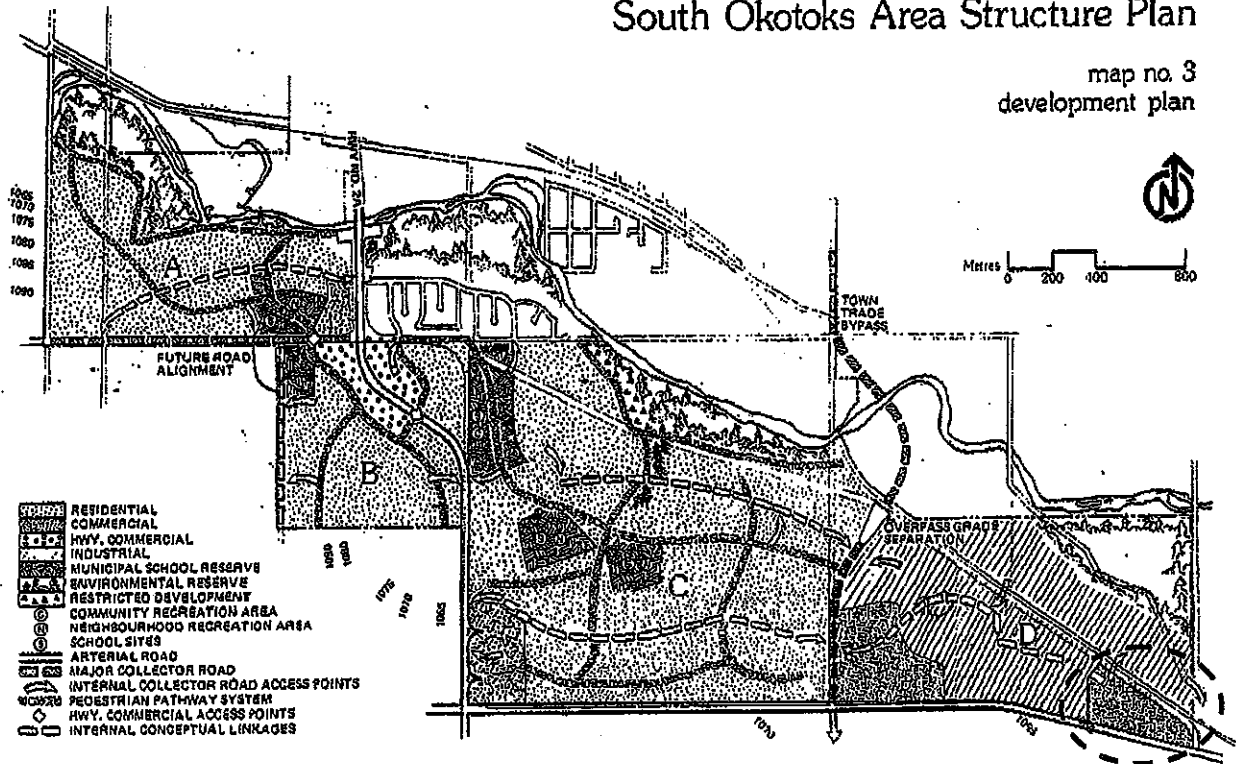 South Okotoks Area Structure Plan
map no. 3
development plan
N
Metres 0 200 400 800
HWY NO. 2A
1065
1070
1075
1080
1085
1090
A
FUTURE ROAD
ALIGNMENT
TOWN
TRADE
BYPASS
B
OVERPASS GRADE
SEPARATION
C
D
1080
1075
1070
1065
1070
RESIDENTIAL
COMMERCIAL
HWY. COMMERCIAL
INDUSTRIAL
MUNICIPAL SCHOOL RESERVE
ENVIRONMENTAL RESERVE
RESTRICTED DEVELOPMENT
COMMUNITY RECREATION AREA
NEIGHBOURHOOD RECREATION AREA
SCHOOL SITES
ARTERIAL ROAD
MAJOR COLLECTOR ROAD
INTERNAL COLLECTOR ROAD ACCESS POINTS
PEDESTRIAN PATHWAY SYSTEM
HWY. COMMERCIAL ACCESS POINTS
INTERNAL CONCEPTUAL LINKAGES